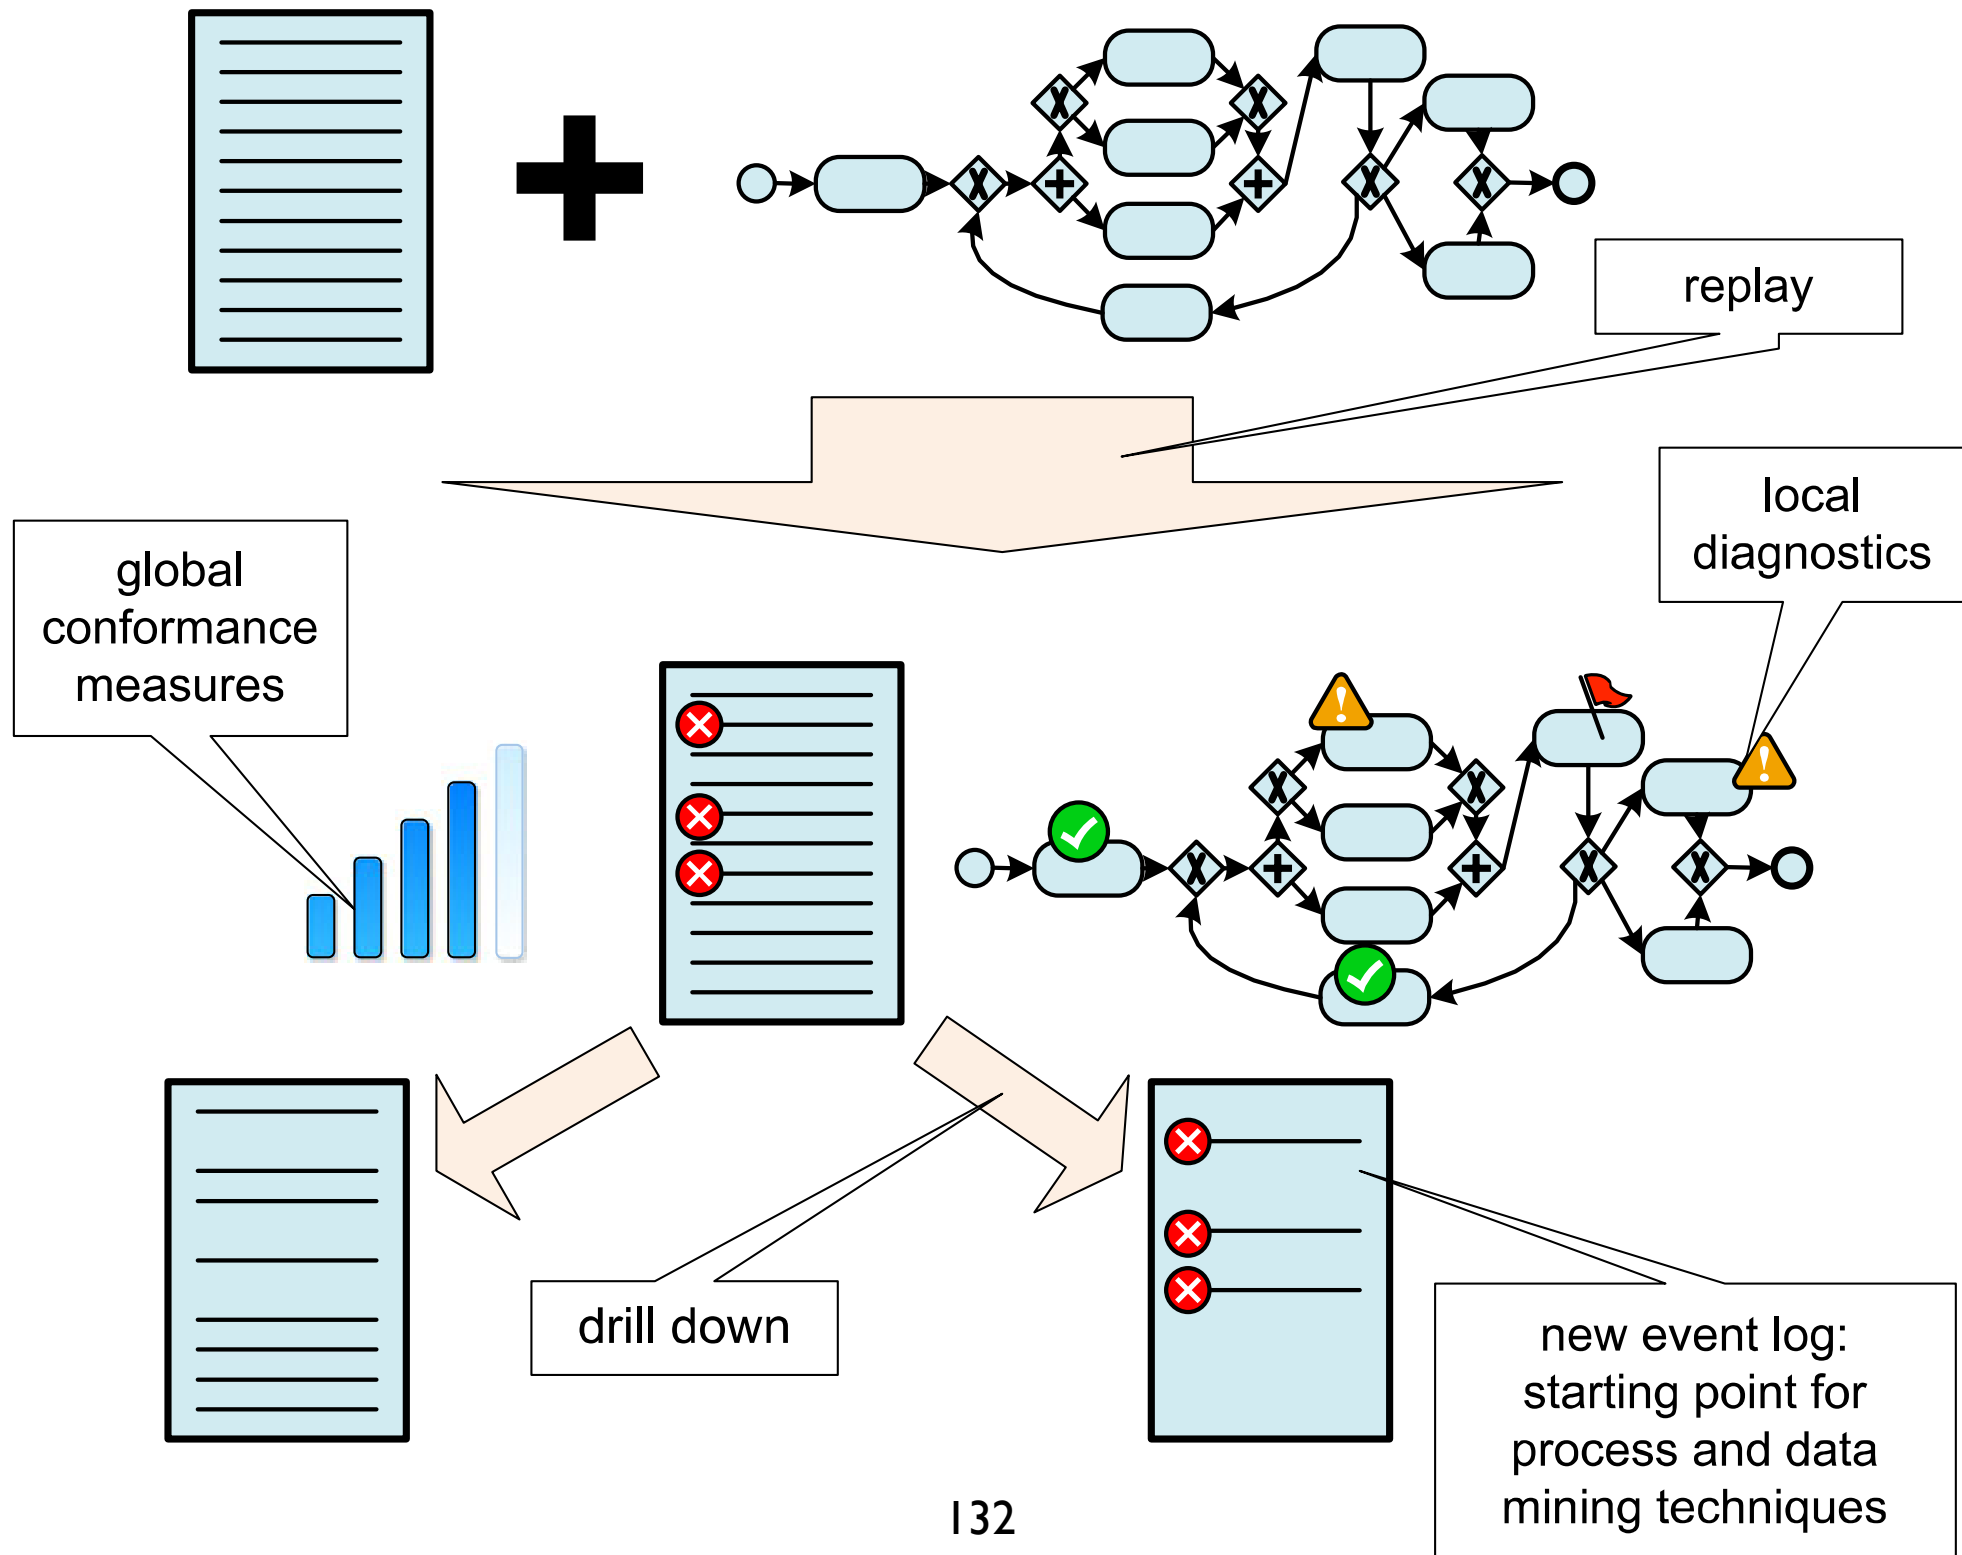 replay
local
diagnostics
global
conformance
measures
drill down
new event log:
starting point for
process and data
mining techniques
132